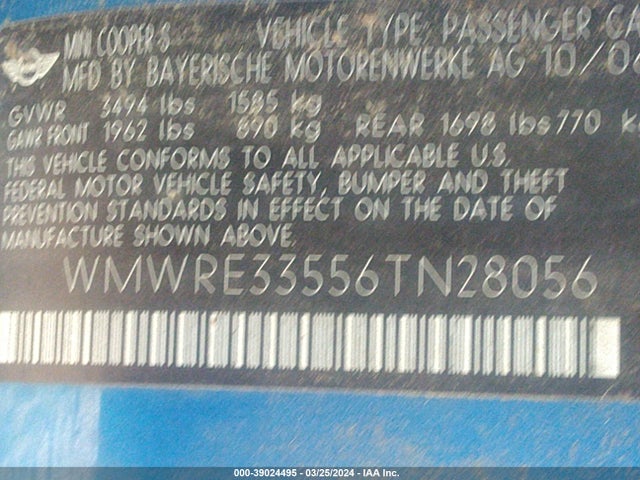 MINI COOPER S VEHICLE TYPE PASSENGER CA
MFD BY BAYERISCHE MOTORENWERKE AG 10/0
GVWR 3494 lbs 1585 kg
GAWR FRONT 1962 lbs 890 kg REAR 1698 lbs 770 k
THIS VEHICLE CONFORMS TO ALL APPLICABLE U.S.
FEDERAL MOTOR VEHICLE SAFETY, BUMPER AND THEFT
PREVENTION STANDARDS IN EFFECT ON THE DATE OF
MANUFACTURE SHOWN ABOVE.
WMWRE33556TN28056
000-39024495 - 03/25/2024 - IAA Inc.